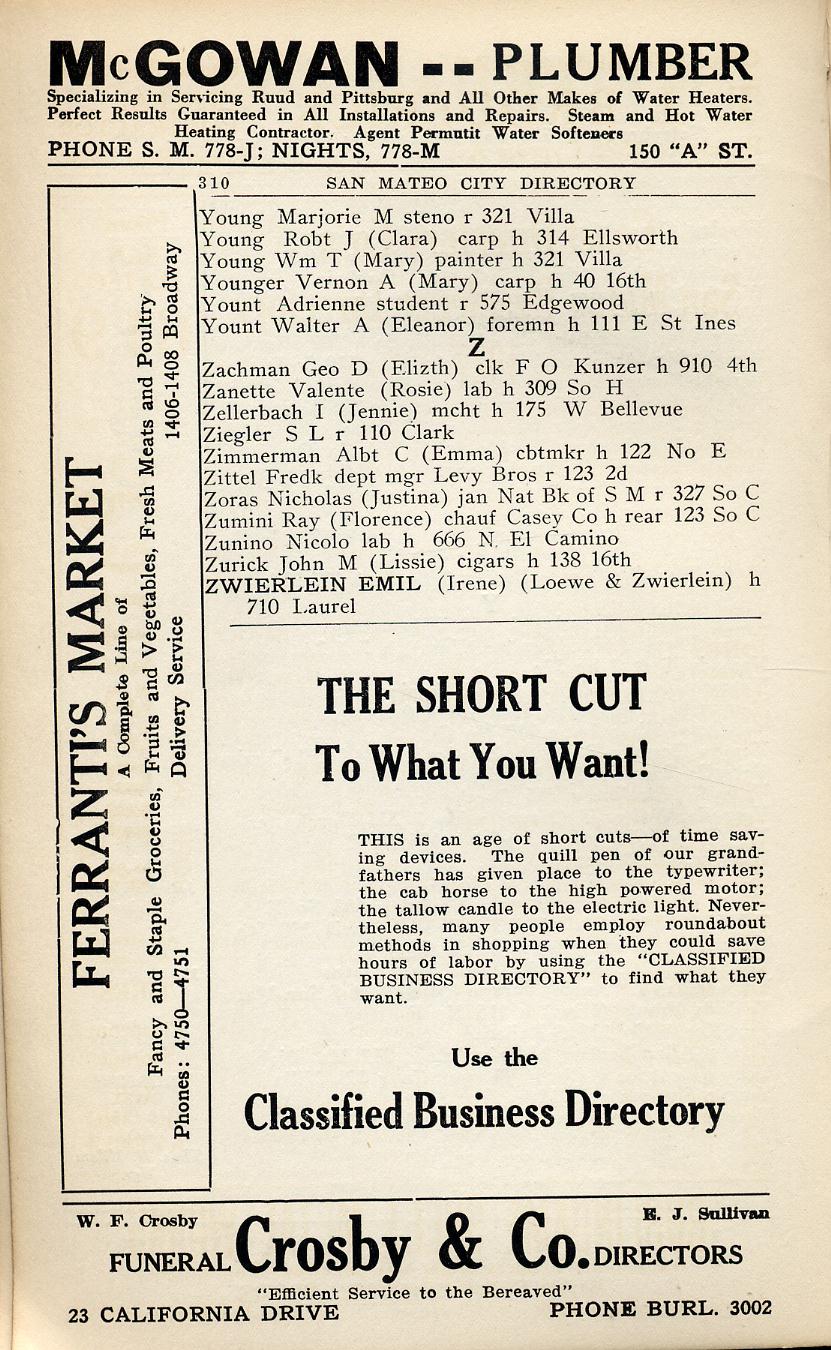 McGOWAN -- PLUMBER
Specializing in Servicing Ruud and Pittsburg and All Other Makes of Water Heaters.
Perfect Results Guaranteed in All Installations and Repairs. Steam and Hot Water
Heating Contractor. Agent Permutit Water Softeners
PHONE S. M. 778-J; NIGHTS, 778-M 150 "A" ST.
310 SAN MATEO CITY DIRECTORY
Young Marjorie M steno r 321 Villa
Young Robt J (Clara) carp h 314 Ellsworth
Young Wm T (Mary) painter h 321 Villa
Younger Vernon A (Mary) carp h 40 16th
Yount Adrienne student r 575 Edgewood
Yount Walter A (Eleanor) foremn h 111 E St Ines
Z
Zachman Geo D (Elizth) clk F O Kunzer h 910 4th
Zanette Valente (Rosie) lab h 309 So H
Zellerbach I (Jennie) mcht h 175 W Bellevue
Ziegler S L r 110 Clark
Zimmerman Albt C (Emma) cbtmkr h 122 No E
Zittel Fredk dept mgr Levy Bros r 123 2d
Zoras Nicholas (Justina) jan Nat Bk of S M r 327 So C
Zumini Ray (Florence) chauf Casey Co h rear 123 So C
Zunino Nicolo lab h 666 N. El Camino
Zurick John M (Lissie) cigars h 138 16th
ZWIERLEIN EMIL (Irene) (Loewe & Zwierlein) h
710 Laurel
FERRANTI'S MARKET
A Complete Line of
Fancy and Staple Groceries, Fruits and Vegetables, Fresh Meats and Poultry
Phones: 4750—4751 Delivery Service 1406-1408 Broadway
THE SHORT CUT
To What You Want!
THIS is an age of short cuts—of time sav-
ing devices. The quill pen of our grand-
fathers has given place to the typewriter;
the cab horse to the high powered motor;
the tallow candle to the electric light. Never-
theless, many people employ roundabout
methods in shopping when they could save
hours of labor by using the "CLASSIFIED
BUSINESS DIRECTORY" to find what they
want.
Use the
Classified Business Directory
W. F. Crosby E. J. Sullivan
FUNERAL Crosby & Co. DIRECTORS
"Efficient Service to the Bereaved"
23 CALIFORNIA DRIVE PHONE BURL. 3002